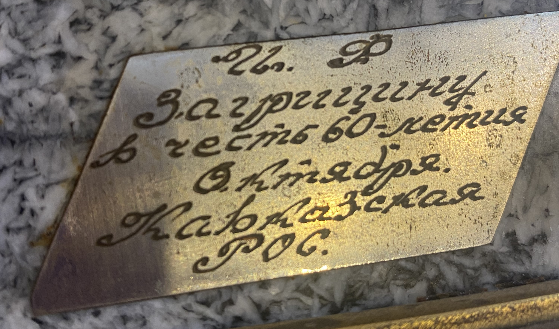 Ц. Ф
Загрицину
в честь 60-летия
Октября.
Кавказская
РОС.